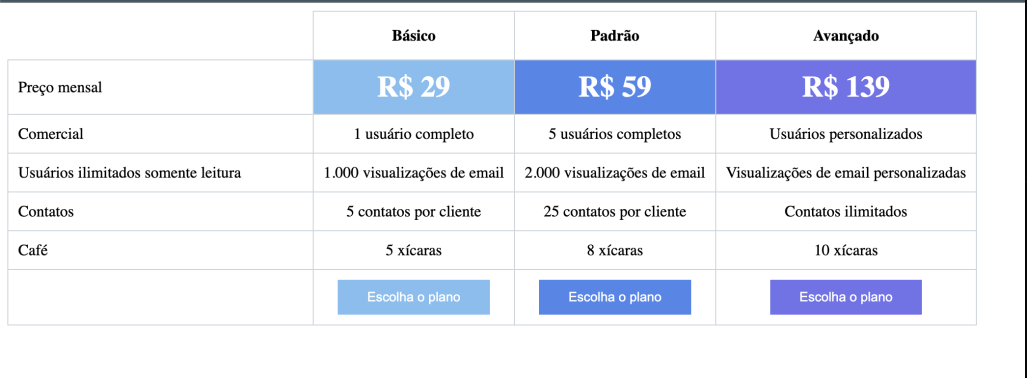 Básico Padrão Avançado
Preço mensal R$ 29 R$ 59 R$ 139
Comercial 1 usuário completo 5 usuários completos Usuários personalizados
Usuários ilimitados somente leitura 1.000 visualizações de email 2.000 visualizações de email Visualizações de email personalizadas
Contatos 5 contatos por cliente 25 contatos por cliente Contatos ilimitados
Café 5 xícaras 8 xícaras 10 xícaras
Escolha o plano Escolha o plano Escolha o plano